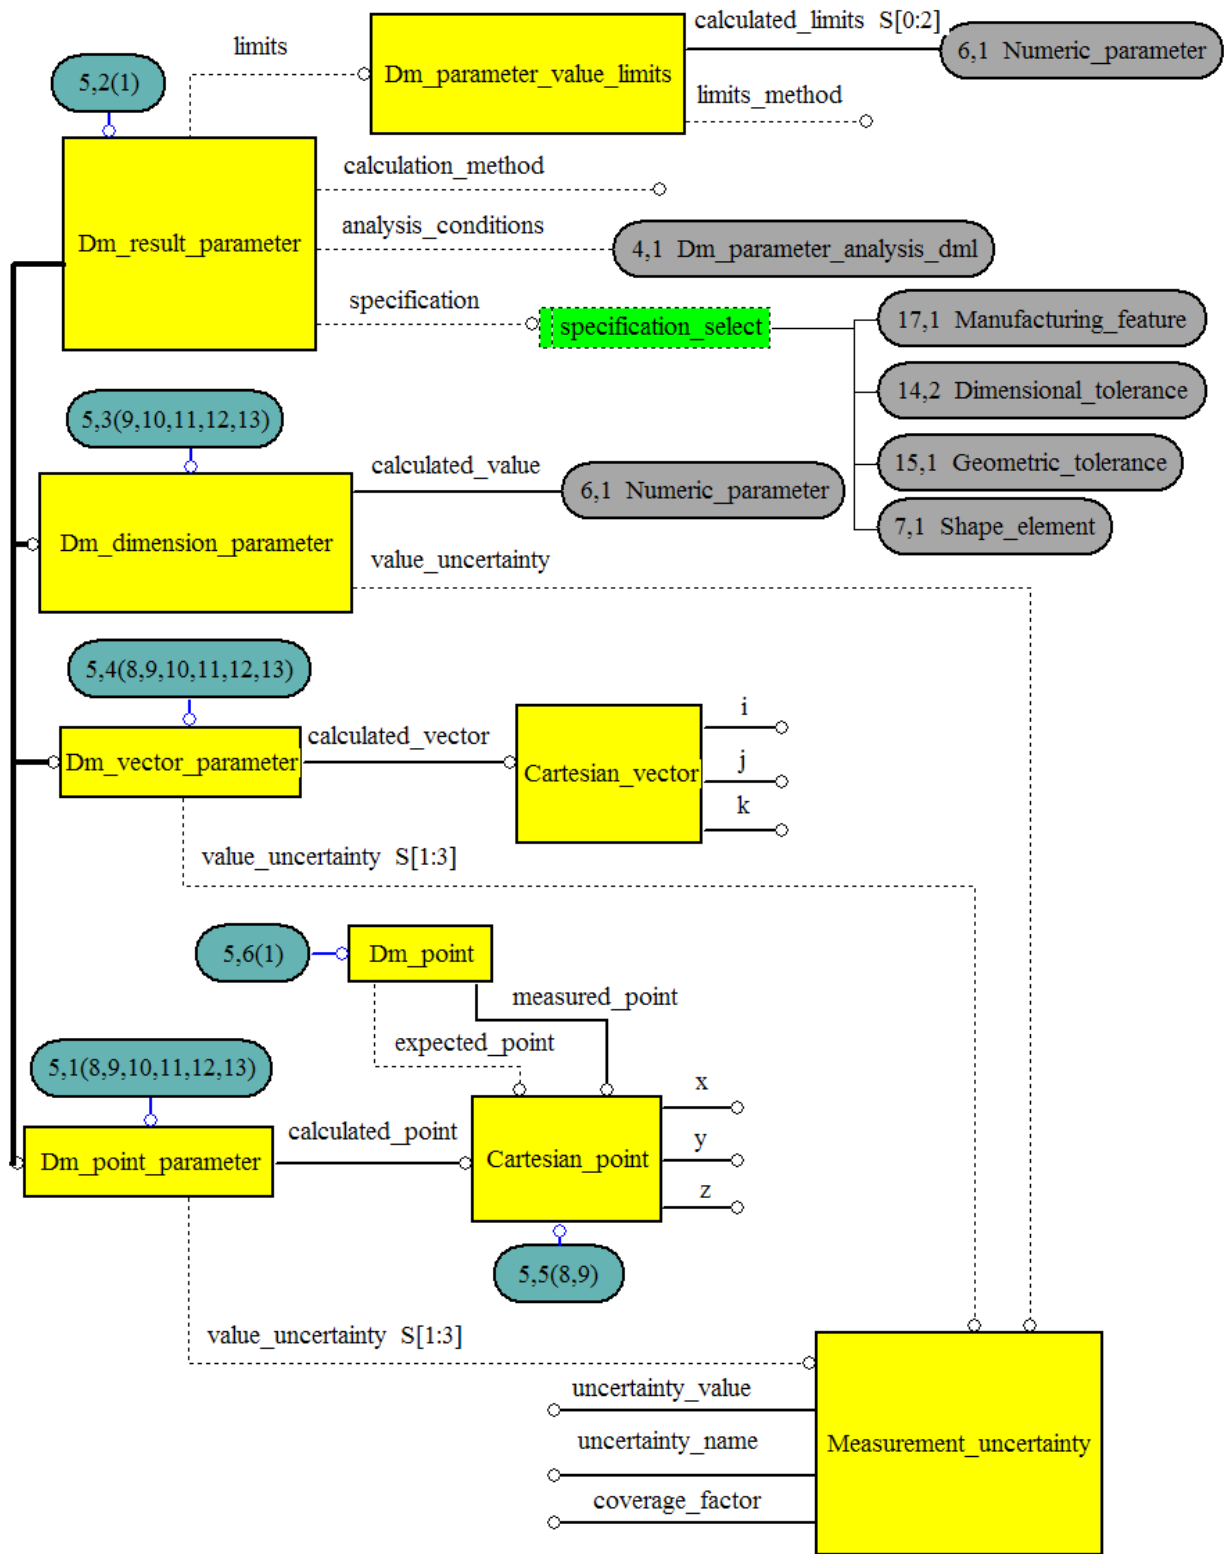 calculated_limits S[0:2]
limits
6,1 Numeric_parameter
Dm_parameter_value_limits
5,2(1)
limits_method
calculation_method
analysis_conditions
Dm_result_parameter
4,1 Dm_parameter_analysis_dml
specification
specification_select
17,1 Manufacturing_feature
14,2 Dimensional_tolerance
15,1 Geometric_tolerance
7,1 Shape_element
5,3(9,10,11,12,13)
calculated_value
6,1 Numeric_parameter
Dm_dimension_parameter
value_uncertainty
5,4(8,9,10,11,12,13)
calculated_vector
Dm_vector_parameter
Cartesian_vector
i
j
k
value_uncertainty S[1:3]
5,6(1)
Dm_point
measured_point
expected_point
5,1(8,9,10,11,12,13)
calculated_point
Dm_point_parameter
Cartesian_point
x
y
z
5,5(8,9)
value_uncertainty S[1:3]
uncertainty_value
uncertainty_name
Measurement_uncertainty
coverage_factor